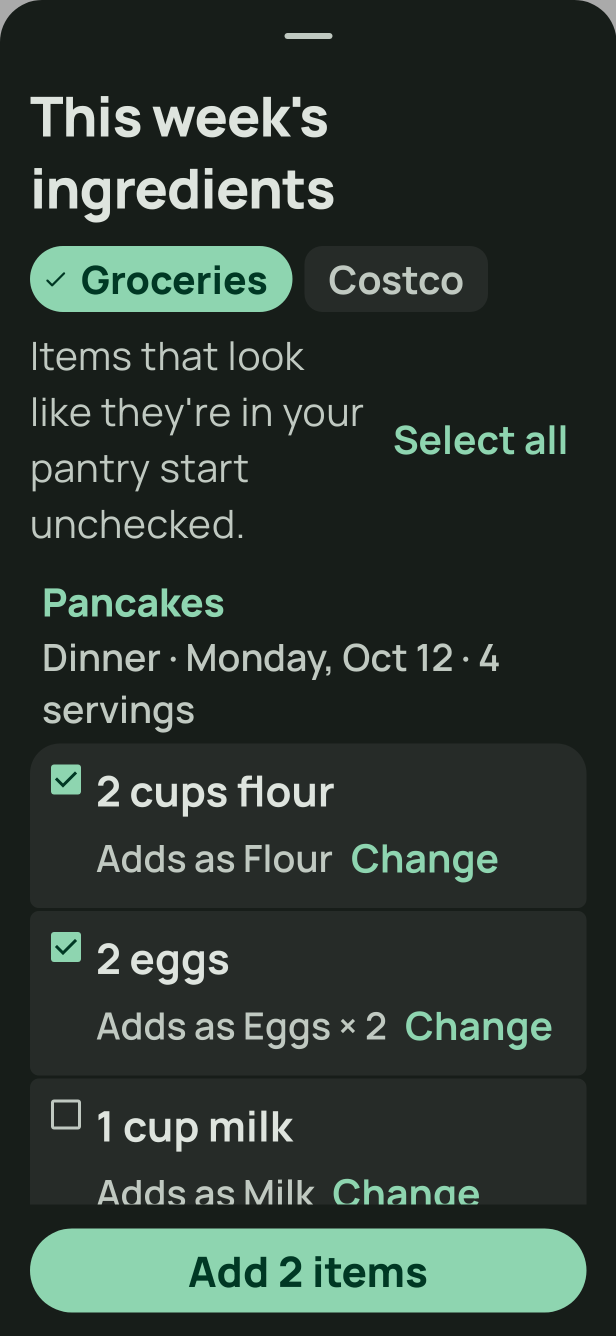 This week's
ingredients
Groceries
Costco
Items that look
like they're in your
pantry start
unchecked.
Select all
Pancakes
Dinner · Monday, Oct 12 · 4
servings
2 cups flour
Adds as Flour Change
2 eggs
Adds as Eggs × 2 Change
1 cup milk
Adds as Milk Change
Add 2 items